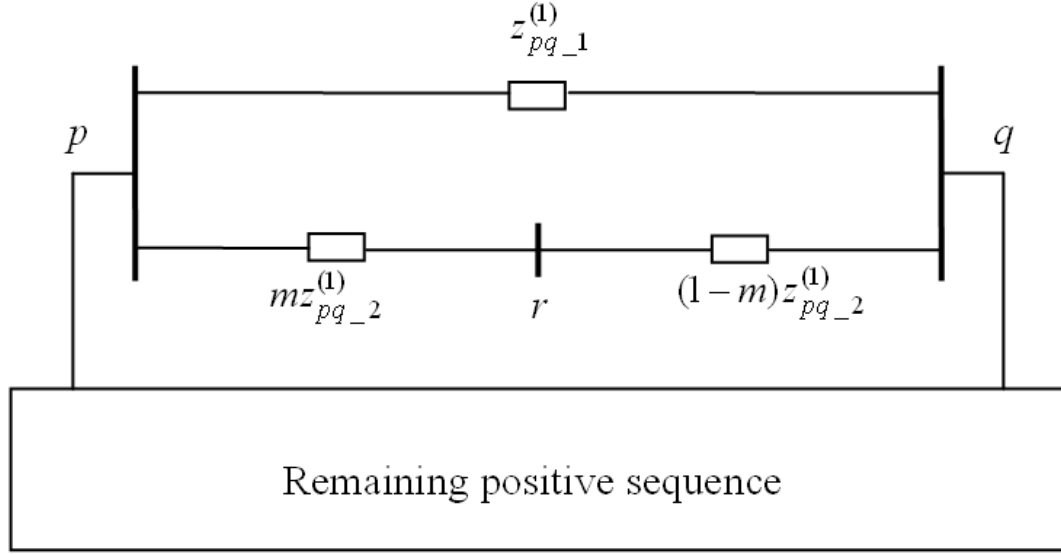 z_{pq_1}^{(1)}
p
q
mz_{pq_2}^{(1)}
r
(1-m)z_{pq_2}^{(1)}
Remaining positive sequence